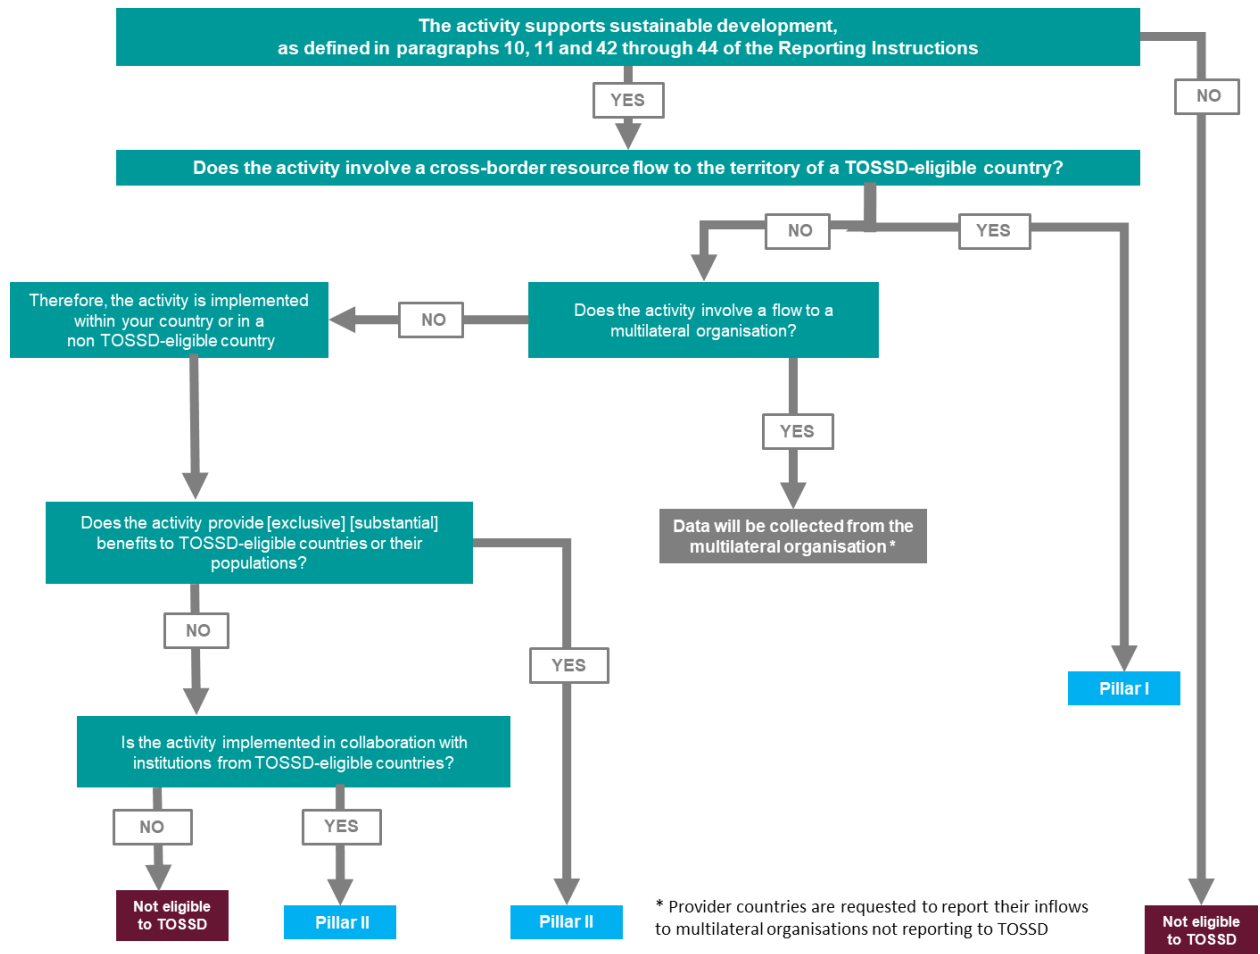 The activity supports sustainable development,
as defined in paragraphs 10, 11 and 42 through 44 of the Reporting Instructions
YES
NO
Does the activity involve a cross-border resource flow to the territory of a TOSSD-eligible country?
NO
YES
Therefore, the activity is implemented
within your country or in a
non TOSSD-eligible country
NO
Does the activity involve a flow to a
multilateral organisation?
YES
Does the activity provide [exclusive] [substantial]
benefits to TOSSD-eligible countries or their
populations?
Data will be collected from the
multilateral organisation *
NO
YES
Pillar I
Is the activity implemented in collaboration with
institutions from TOSSD-eligible countries?
NO
YES
Not eligible
to TOSSD
Pillar II
Pillar II
* Provider countries are requested to report their inflows
to multilateral organisations not reporting to TOSSD
Not eligible
to TOSSD